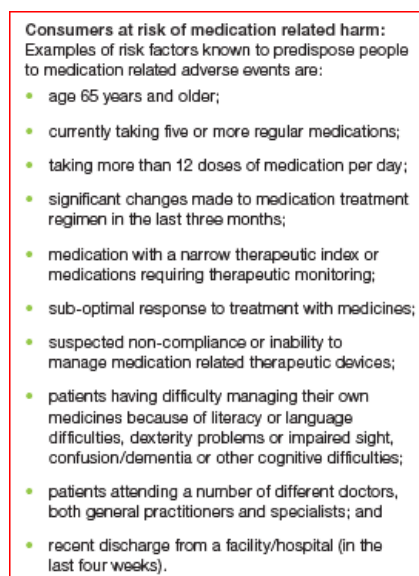 Consumers at risk of medication related harm:
Examples of risk factors known to predispose people
to medication related adverse events are:
• age 65 years and older;
• currently taking five or more regular medications;
• taking more than 12 doses of medication per day;
• significant changes made to medication treatment
regimen in the last three months;
• medication with a narrow therapeutic index or
medications requiring therapeutic monitoring;
• sub-optimal response to treatment with medicines;
• suspected non-compliance or inability to
manage medication related therapeutic devices;
• patients having difficulty managing their own
medicines because of literacy or language
difficulties, dexterity problems or impaired sight,
confusion/dementia or other cognitive difficulties;
• patients attending a number of different doctors,
both general practitioners and specialists; and
• recent discharge from a facility/hospital (in the
last four weeks).